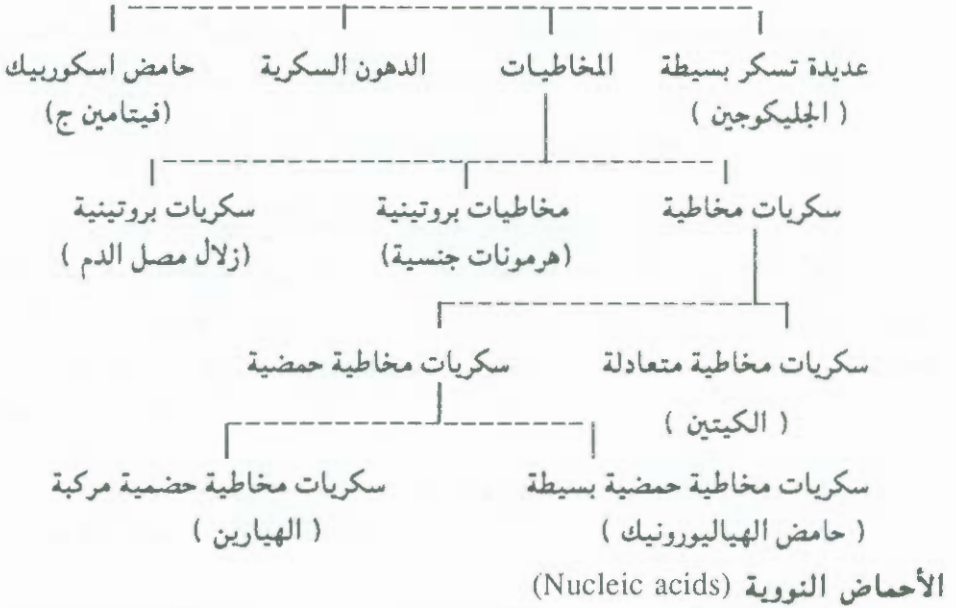 عديدة تسكر بسيطة المخاطيات الدهون السكرية حامض اسكوربيك
( الجليكوجين ) (فيتامين ج)
سكريات مخاطية مخاطيات بروتينية سكريات بروتينية
(هرمونات جنسية) (زلال مصل الدم )
سكريات مخاطية متعادلة سكريات مخاطية حمضية
( الكيتين )
سكريات مخاطية حمضية بسيطة سكريات مخاطية حضمية مركبة
( حامض الهياليورونيك ) ( الهيارين )
الأحماض النووية (Nucleic acids)